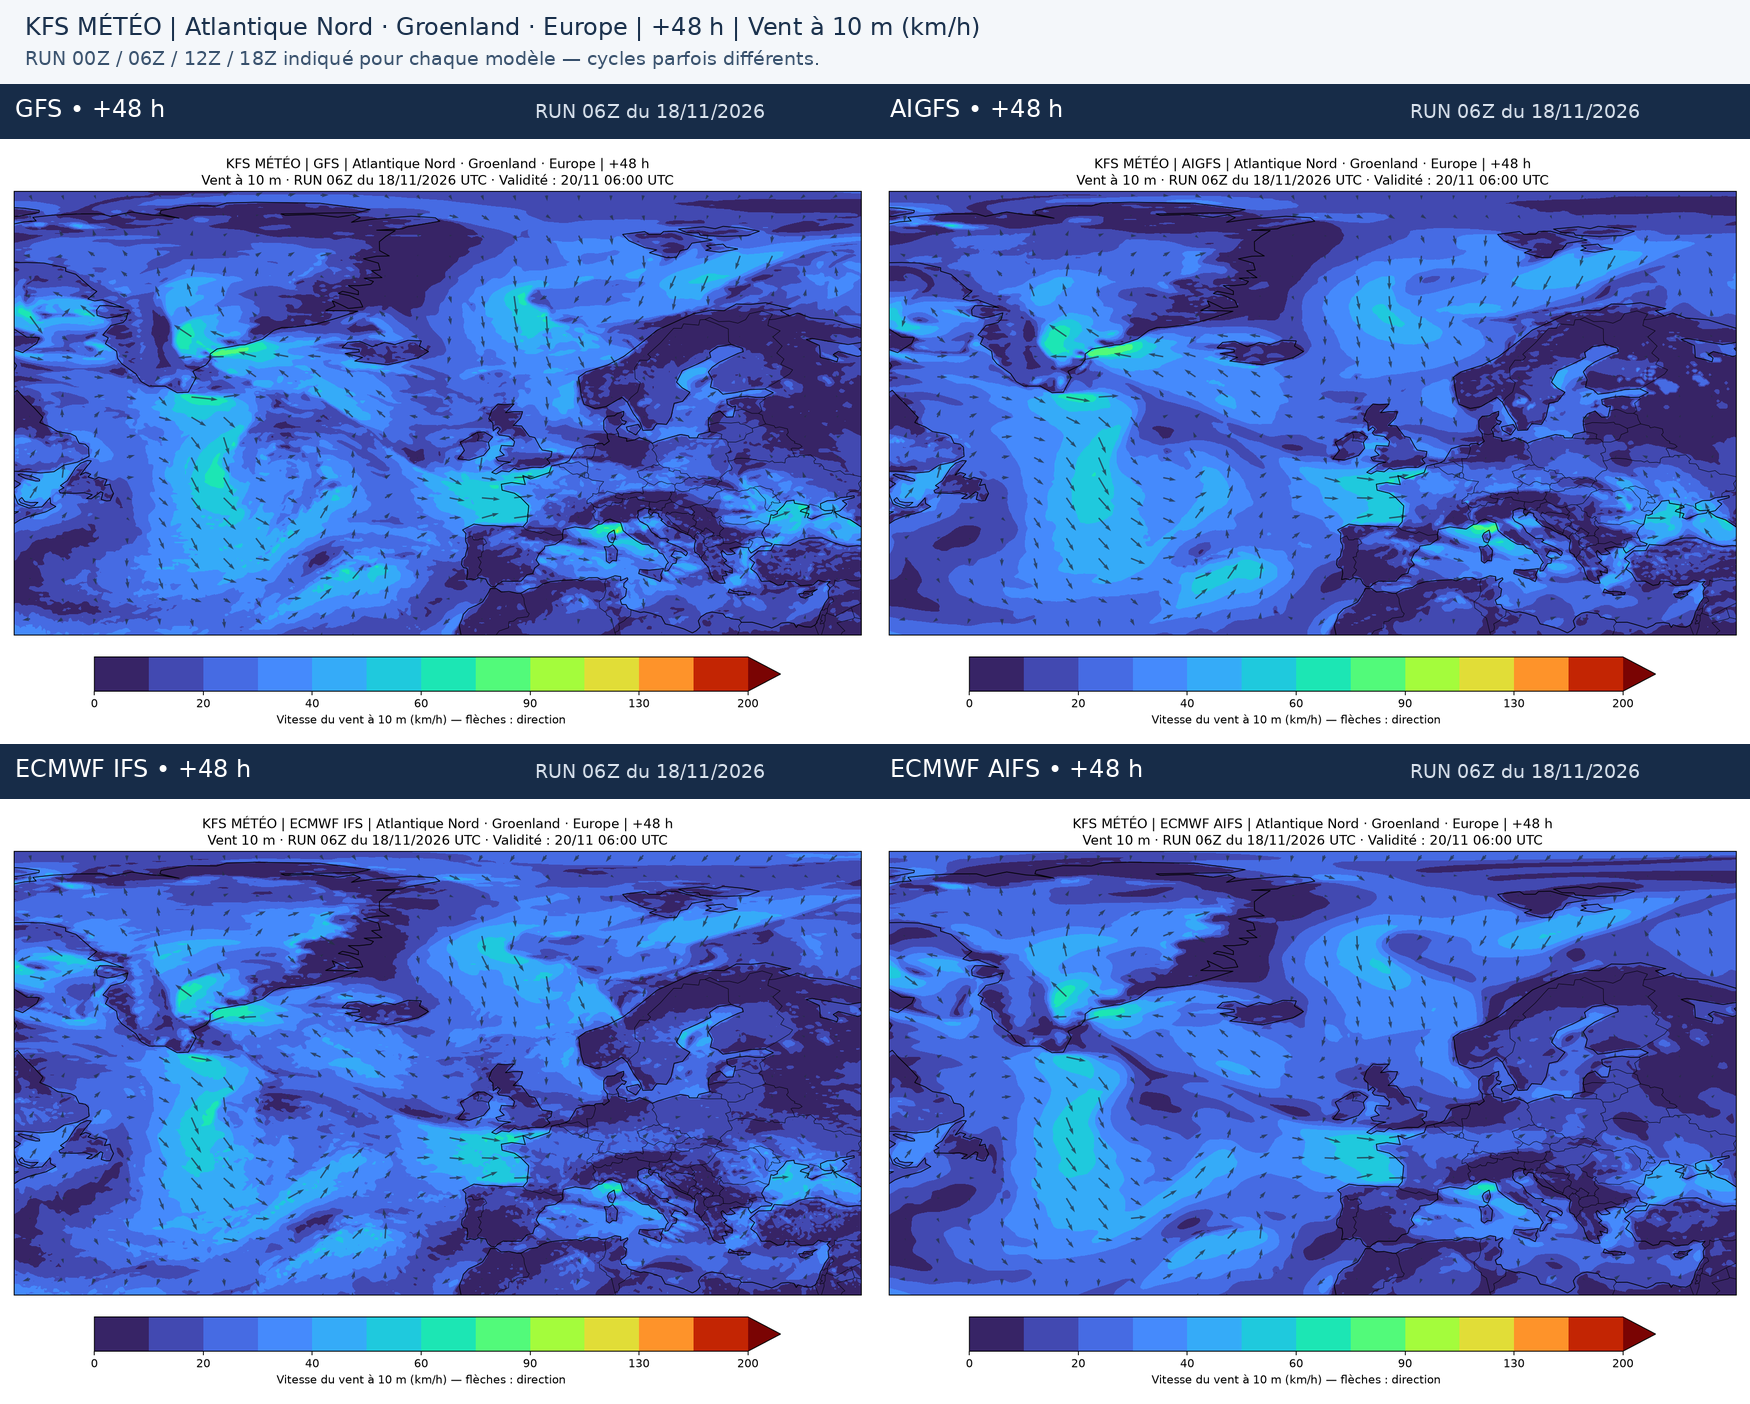 KFS MÉTÉO | Atlantique Nord · Groenland · Europe | +48 h | Vent à 10 m (km/h)
RUN 00Z / 06Z / 12Z / 18Z indiqué pour chaque modèle — cycles parfois différents.
GFS • +48 h
RUN 06Z du 18/11/2026
KFS MÉTÉO | GFS | Atlantique Nord · Groenland · Europe | +48 h
Vent à 10 m · RUN 06Z du 18/11/2026 UTC · Validité : 20/11 06:00 UTC
0 20 40 60 90 130 200
Vitesse du vent à 10 m (km/h) — flèches : direction
AIGFS • +48 h
RUN 06Z du 18/11/2026
KFS MÉTÉO | AIGFS | Atlantique Nord · Groenland · Europe | +48 h
Vent à 10 m · RUN 06Z du 18/11/2026 UTC · Validité : 20/11 06:00 UTC
0 20 40 60 90 130 200
Vitesse du vent à 10 m (km/h) — flèches : direction
ECMWF IFS • +48 h
RUN 06Z du 18/11/2026
KFS MÉTÉO | ECMWF IFS | Atlantique Nord · Groenland · Europe | +48 h
Vent 10 m · RUN 06Z du 18/11/2026 UTC · Validité : 20/11 06:00 UTC
0 20 40 60 90 130 200
Vitesse du vent à 10 m (km/h) — flèches : direction
ECMWF AIFS • +48 h
RUN 06Z du 18/11/2026
KFS MÉTÉO | ECMWF AIFS | Atlantique Nord · Groenland · Europe | +48 h
Vent 10 m · RUN 06Z du 18/11/2026 UTC · Validité : 20/11 06:00 UTC
0 20 40 60 90 130 200
Vitesse du vent à 10 m (km/h) — flèches : direction